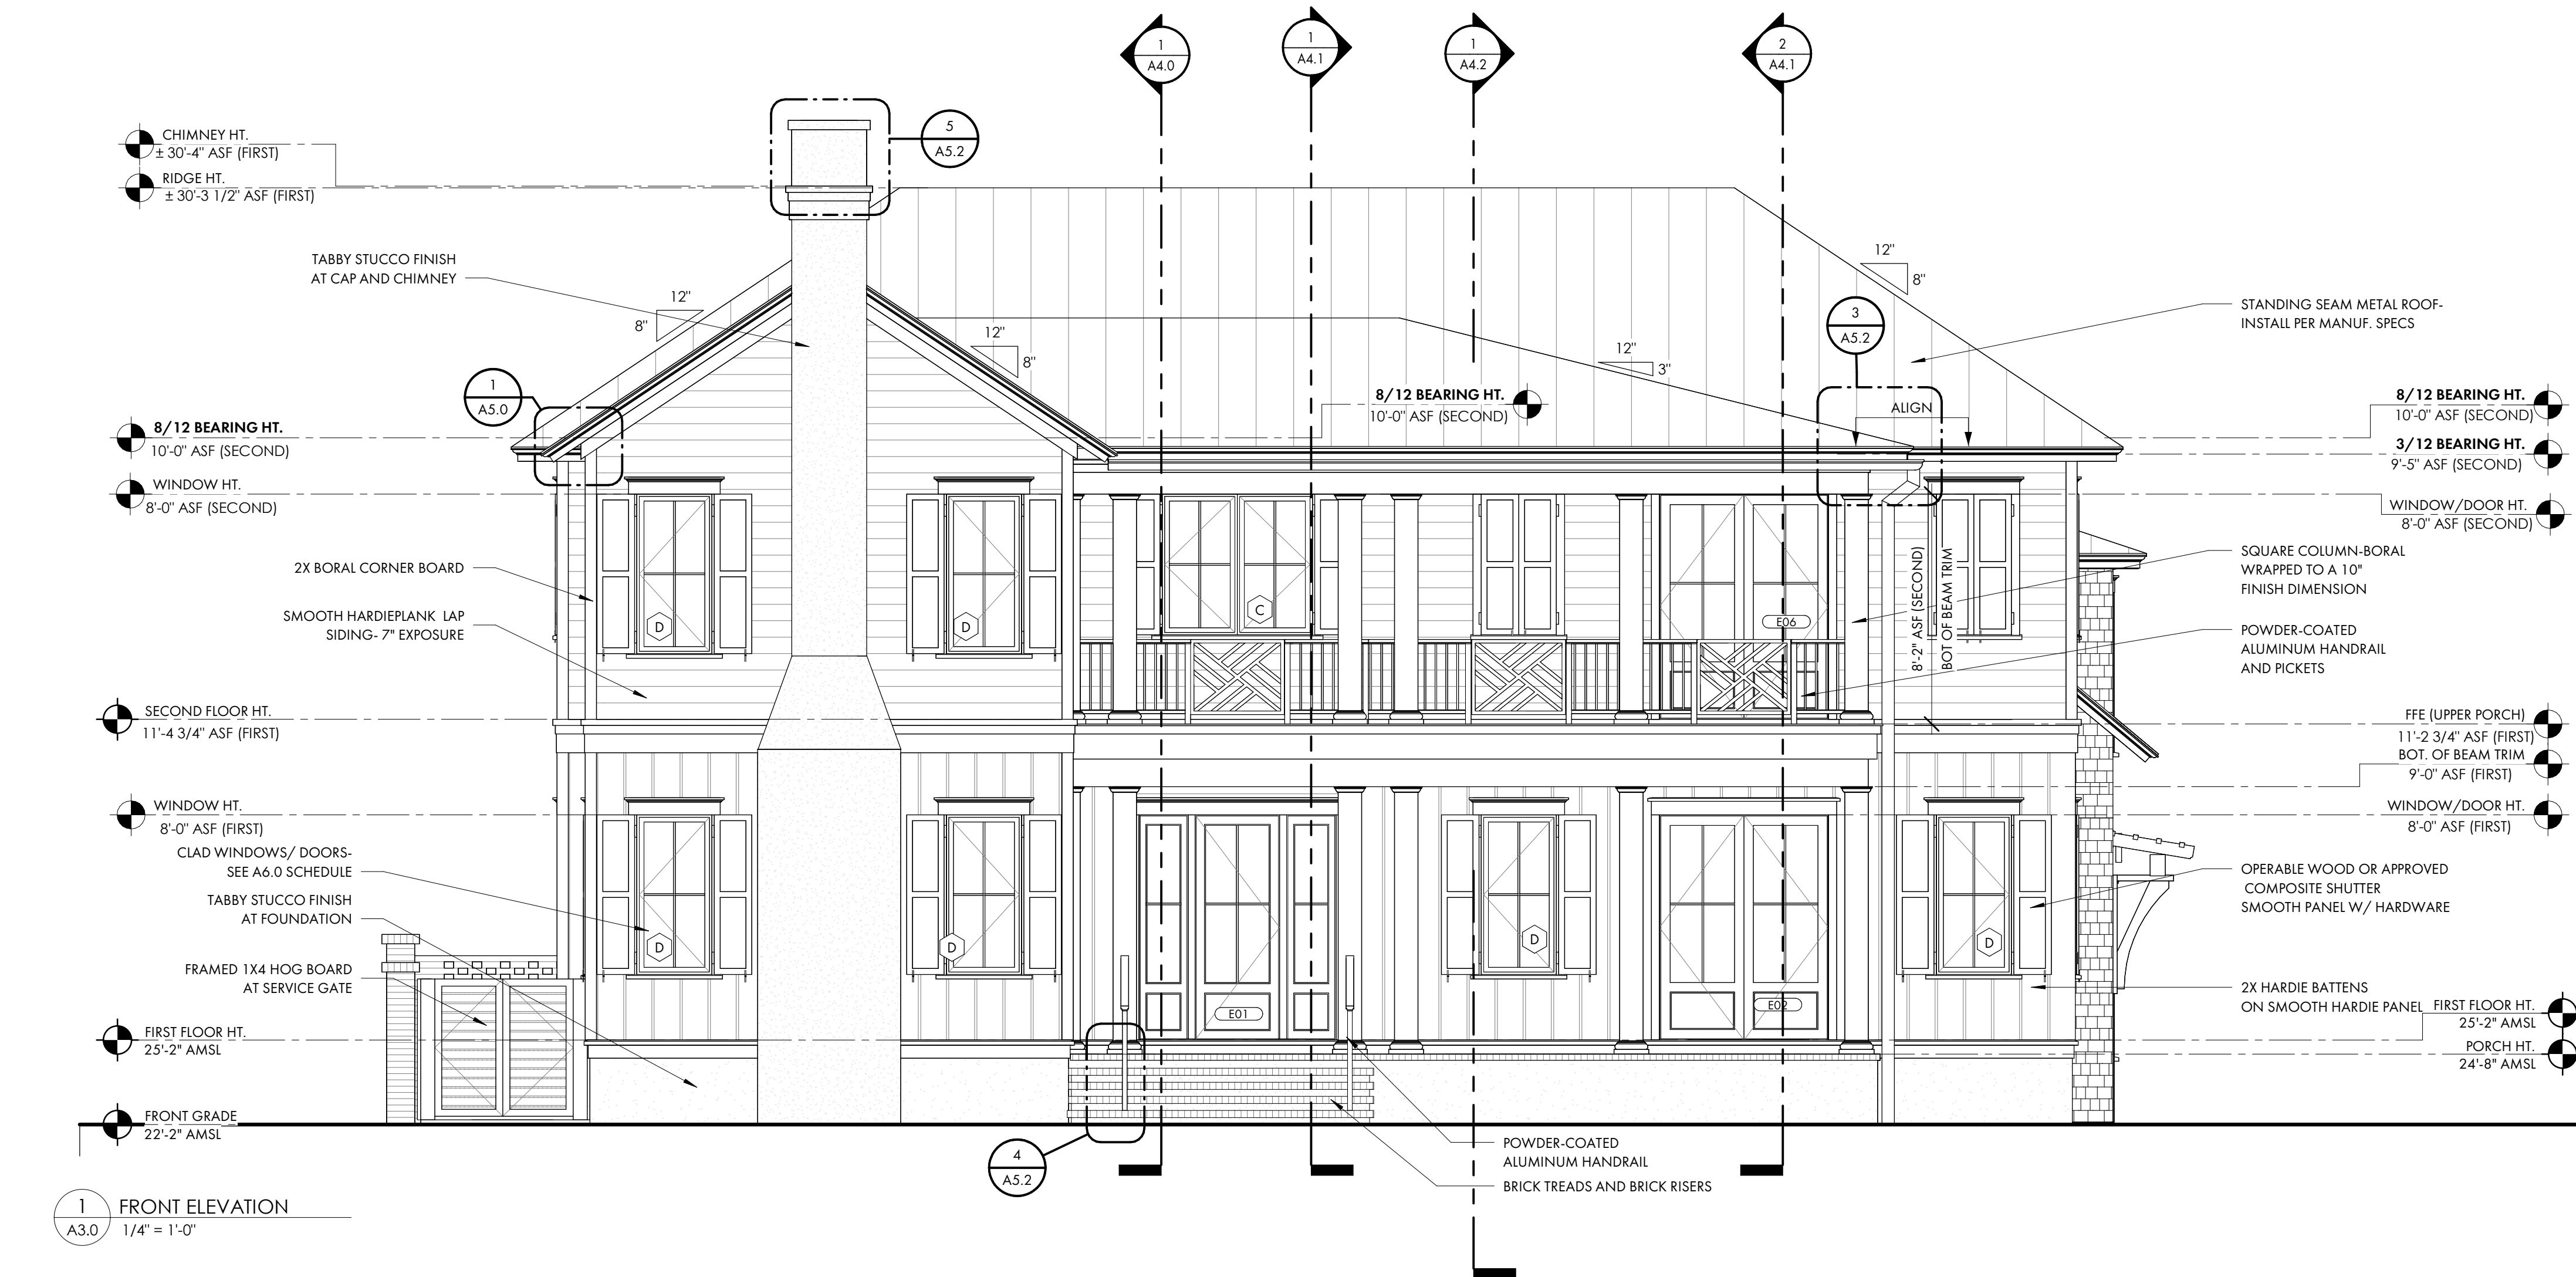 1
A4.0
1
A4.1
1
A4.2
2
A4.1
5
A5.2
CHIMNEY HT.
± 30'-4" ASF (FIRST)
RIDGE HT.
± 30'-3 1/2" ASF (FIRST)
TABBY STUCCO FINISH
AT CAP AND CHIMNEY
12"
8"
12"
8"
12"
3"
12"
8"
3
A5.2
STANDING SEAM METAL ROOF-
INSTALL PER MANUF. SPECS
1
A5.0
8/12 BEARING HT.
10'-0" ASF (SECOND)
8/12 BEARING HT.
10'-0" ASF (SECOND)
ALIGN
8/12 BEARING HT.
10'-0" ASF (SECOND)
3/12 BEARING HT.
9'-5" ASF (SECOND)
WINDOW HT.
8'-0" ASF (SECOND)
WINDOW/DOOR HT.
8'-0" ASF (SECOND)
2X BORAL CORNER BOARD
SMOOTH HARDIEPLANK LAP
SIDING- 7" EXPOSURE
D
D
C
E06
8'-2" ASF (SECOND)
BOT OF BEAM TRIM
SQUARE COLUMN-BORAL
WRAPPED TO A 10"
FINISH DIMENSION
POWDER-COATED
ALUMINUM HANDRAIL
AND PICKETS
SECOND FLOOR HT.
11'-4 3/4" ASF (FIRST)
FFE (UPPER PORCH)
11'-2 3/4" ASF (FIRST)
BOT. OF BEAM TRIM
9'-0" ASF (FIRST)
WINDOW HT.
8'-0" ASF (FIRST)
WINDOW/DOOR HT.
8'-0" ASF (FIRST)
CLAD WINDOWS/ DOORS-
SEE A6.0 SCHEDULE
TABBY STUCCO FINISH
AT FOUNDATION
FRAMED 1X4 HOG BOARD
AT SERVICE GATE
D
D
D
D
E01
E02
OPERABLE WOOD OR APPROVED
COMPOSITE SHUTTER
SMOOTH PANEL W/ HARDWARE
2X HARDIE BATTENS
ON SMOOTH HARDIE PANEL
FIRST FLOOR HT.
25'-2" AMSL
FIRST FLOOR HT.
25'-2" AMSL
PORCH HT.
24'-8" AMSL
FRONT GRADE
22'-2" AMSL
4
A5.2
POWDER-COATED
ALUMINUM HANDRAIL
BRICK TREADS AND BRICK RISERS
1
A3.0
FRONT ELEVATION
1/4" = 1'-0"